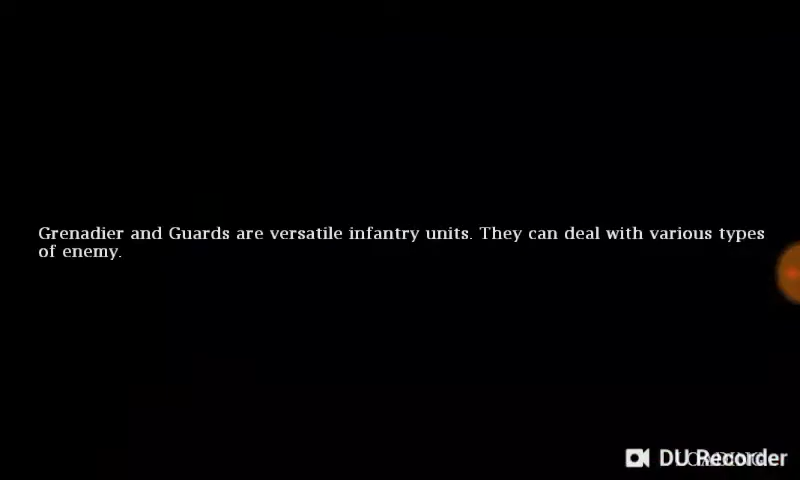 Grenadier and Guards are versatile infantry units. They can deal with various types
of enemy.
DU Recorder